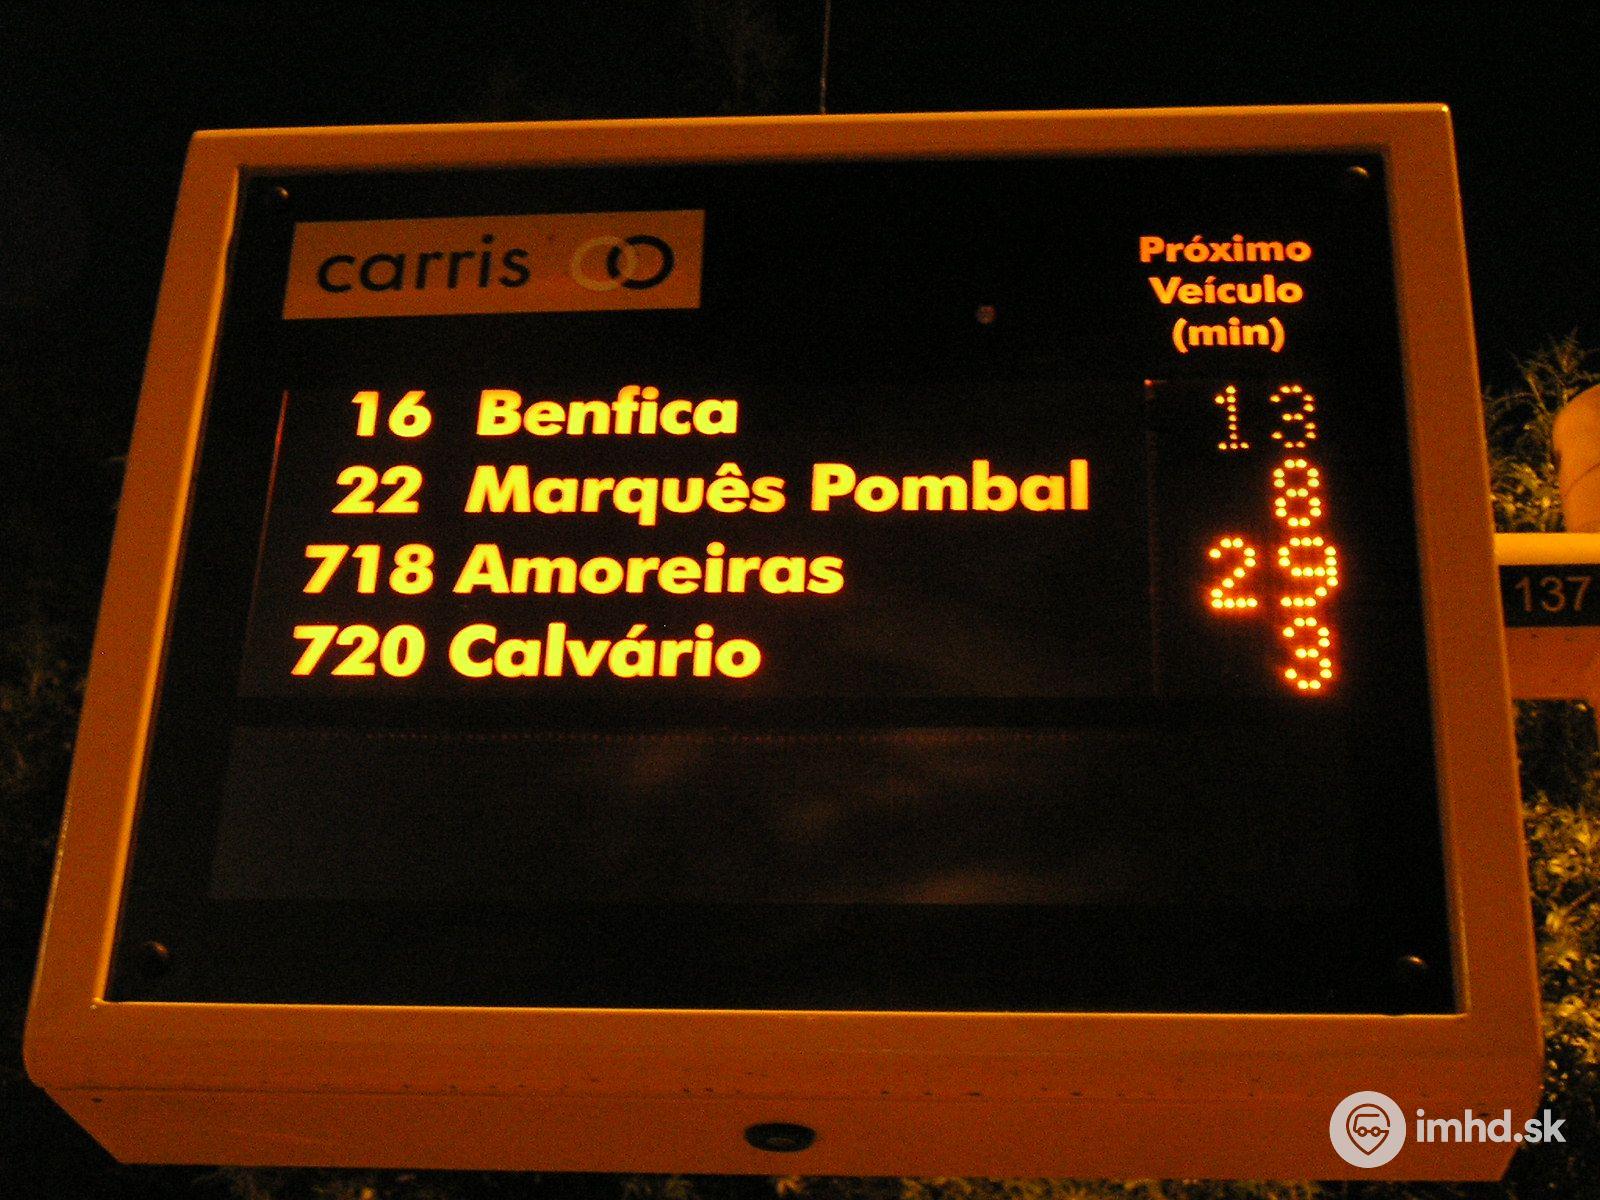 carris
Próximo
Veículo
(min)
16 Benfica 13
22 Marquês Pombal 8
718 Amoreiras 29
720 Calvário 3
137
imhd.sk